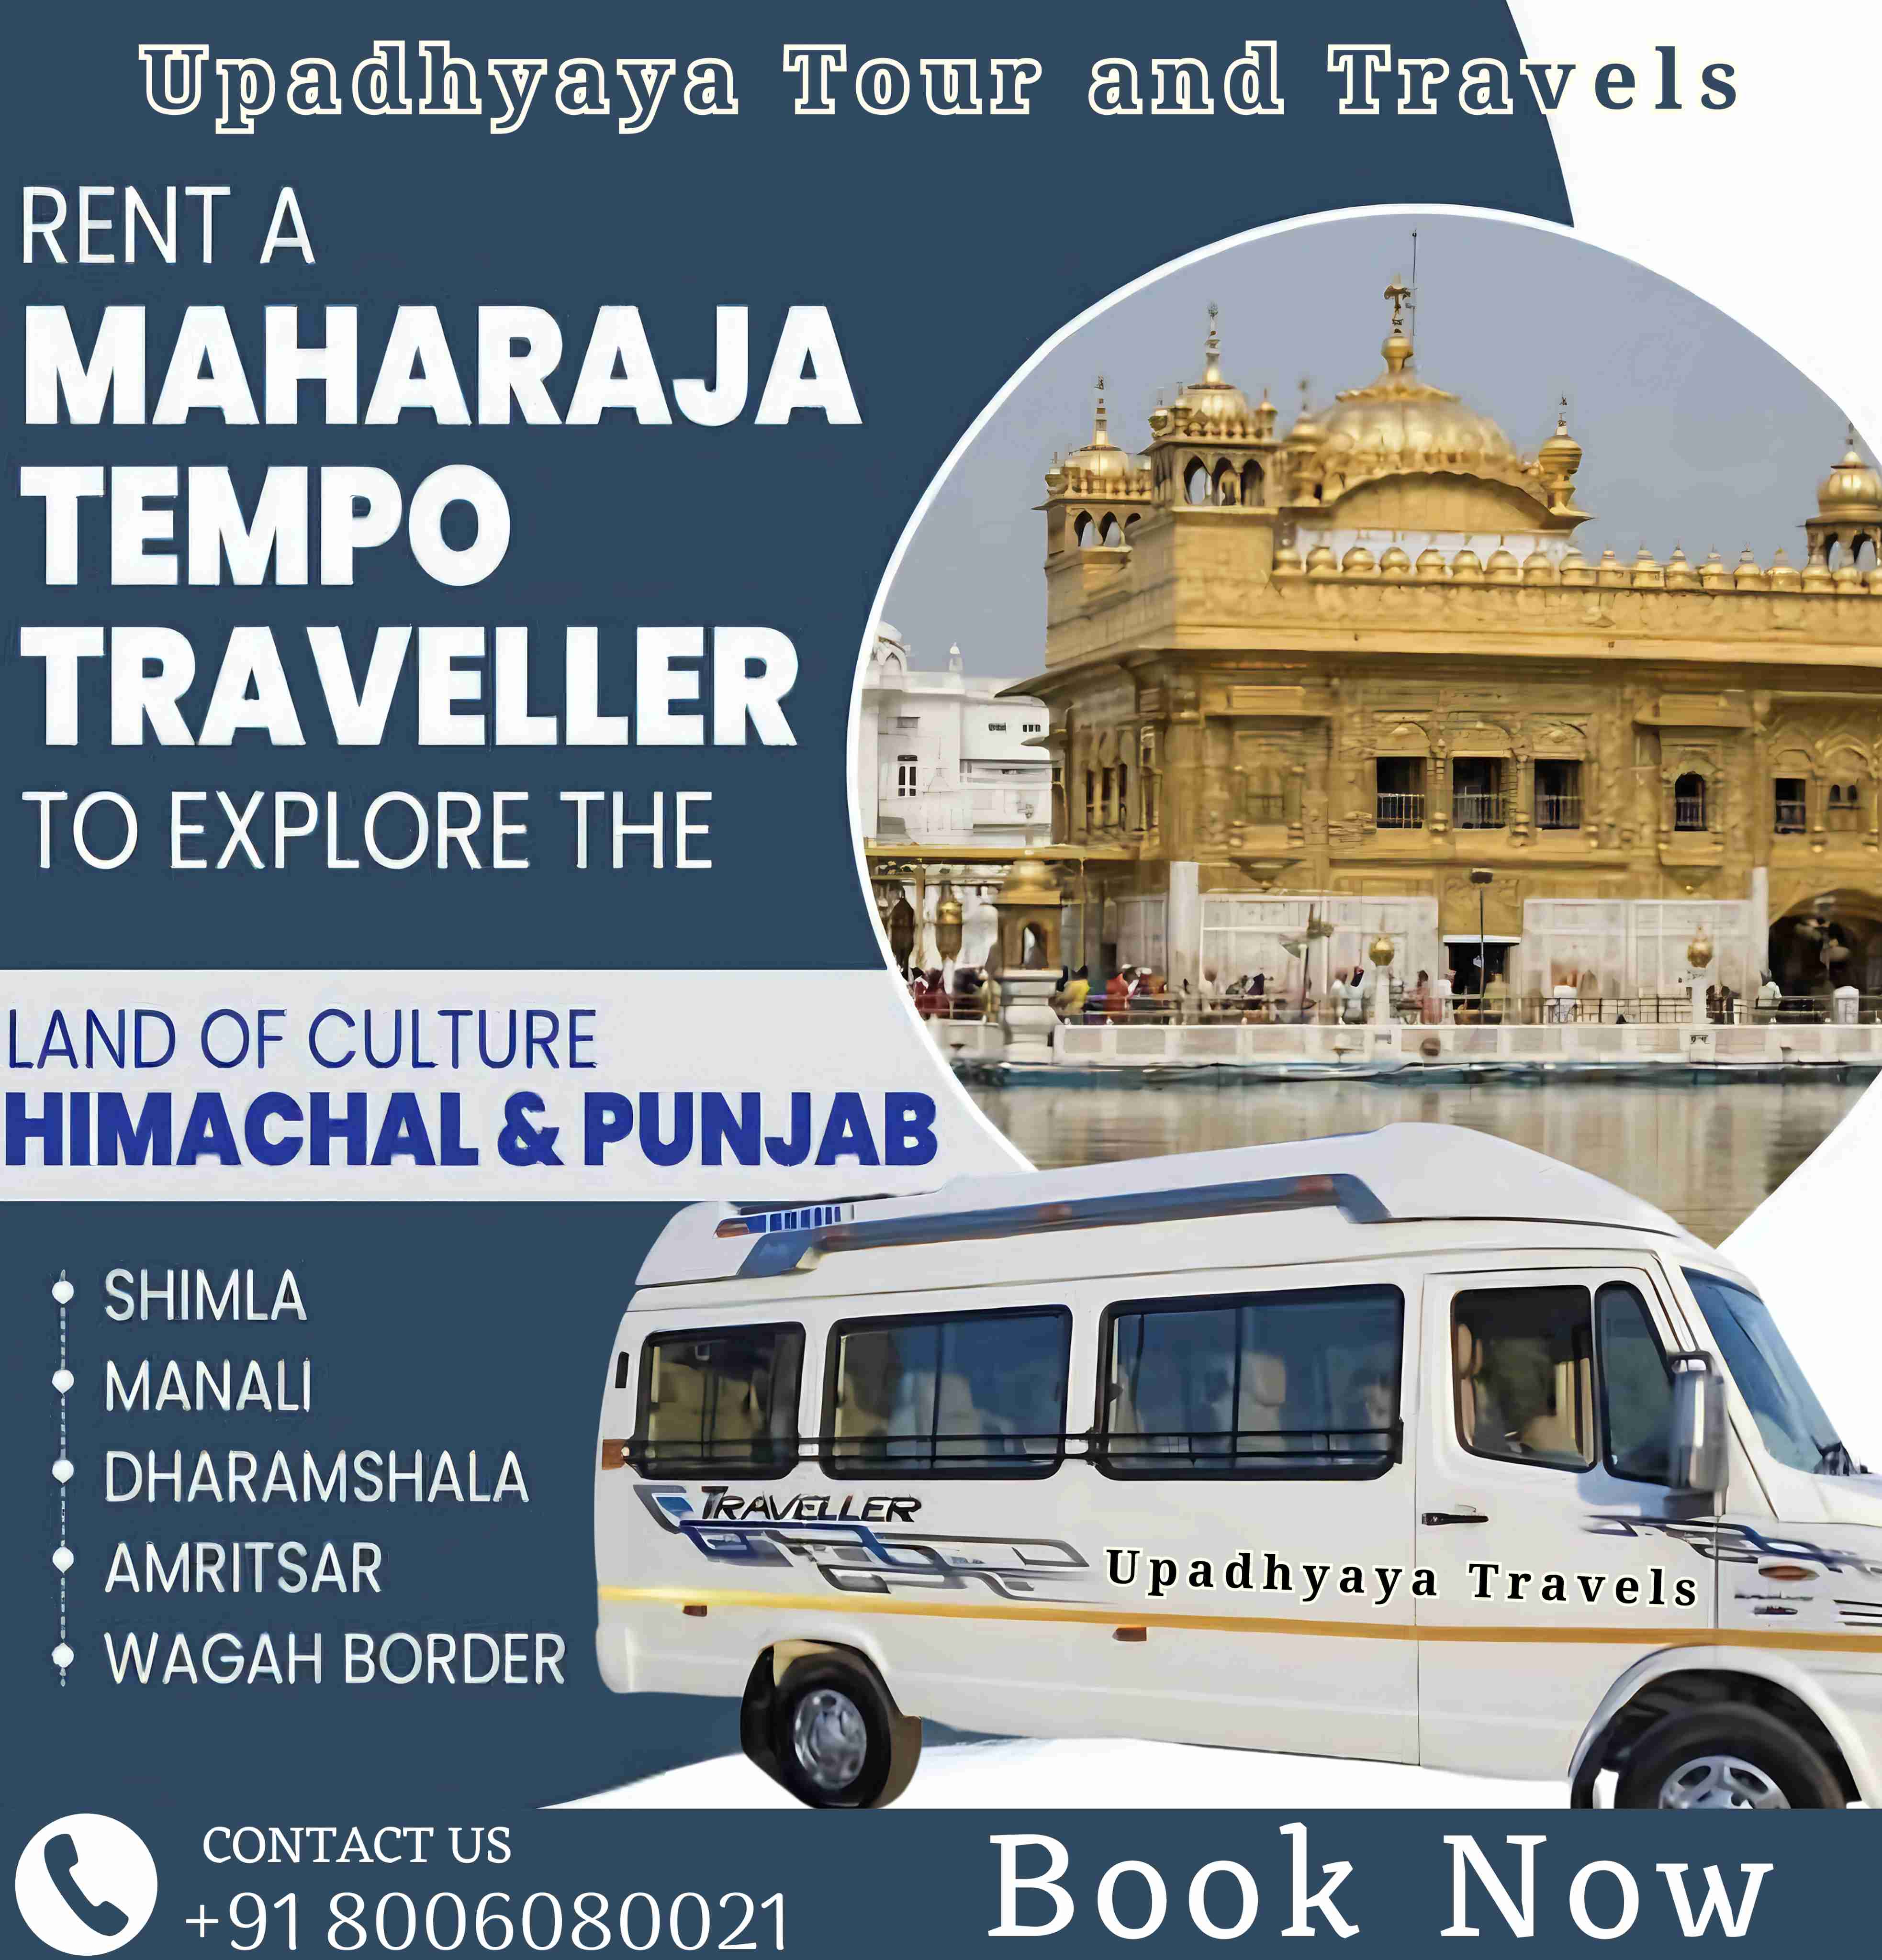 Upadhyaya Tour and Travels
RENT A
MAHARAJA
TEMPO
TRAVELLER
TO EXPLORE THE
LAND OF CULTURE
HIMACHAL & PUNJAB
SHIMLA
MANALI
DHARAMSHALA
AMRITSAR
WAGAH BORDER
TRAVELLER
Upadhyaya Travels
CONTACT US
+91 8006080021
Book Now